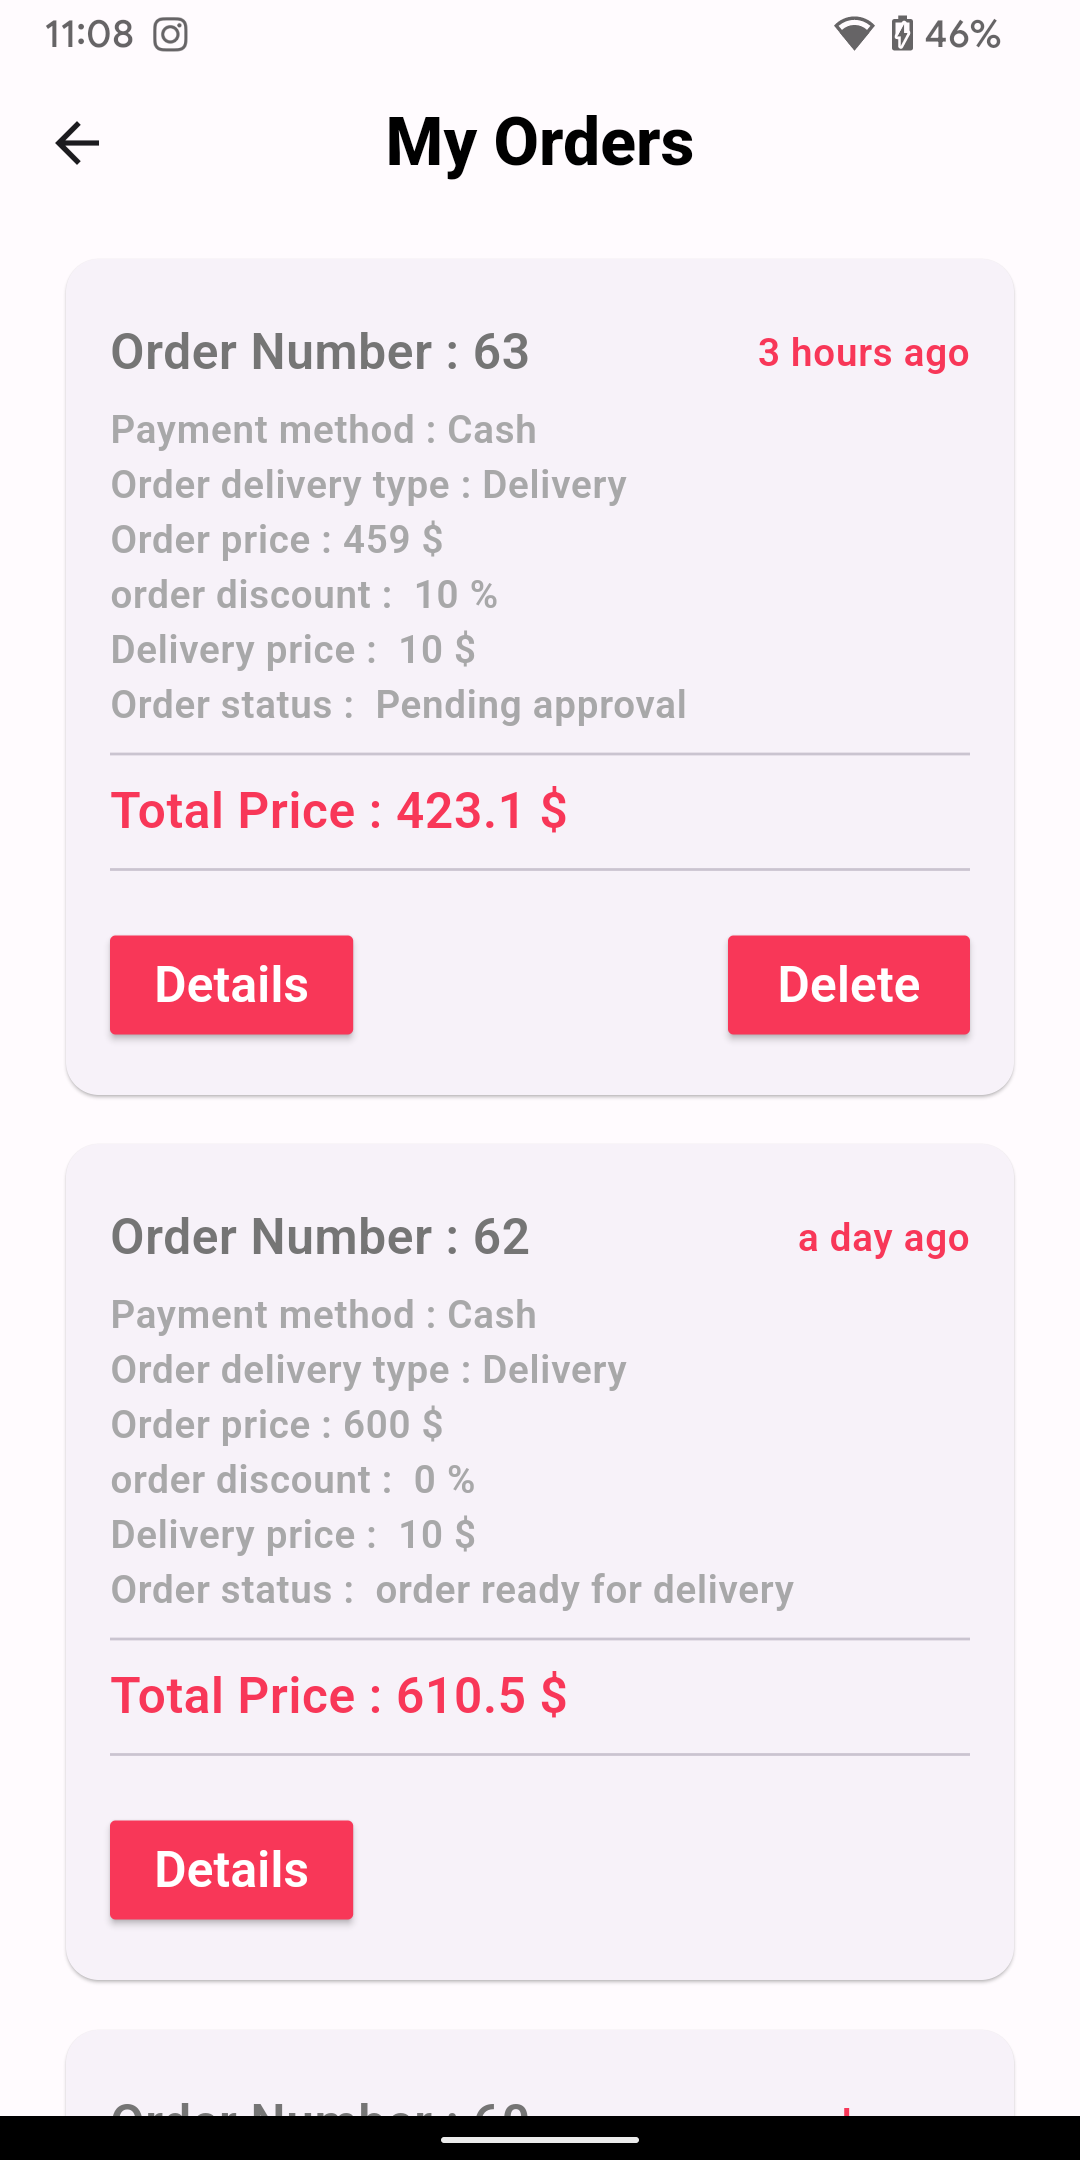 11:08 46%
My Orders
Order Number : 63 3 hours ago
Payment method : Cash
Order delivery type : Delivery
Order price : 459 $
order discount :  10 %
Delivery price :  10 $
Order status :  Pending approval
Total Price : 423.1 $
Details Delete
Order Number : 62 a day ago
Payment method : Cash
Order delivery type : Delivery
Order price : 600 $
order discount :  0 %
Delivery price :  10 $
Order status :  order ready for delivery
Total Price : 610.5 $
Details
Order Number :